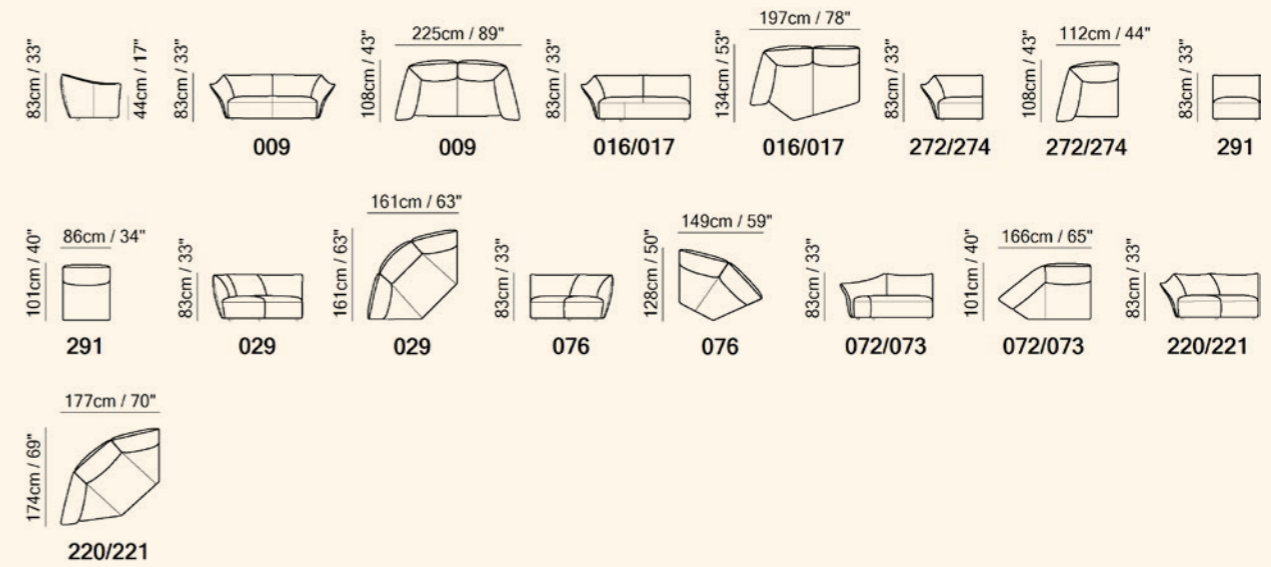 83cm / 33"
44cm / 17"
83cm / 33"
009
108cm / 43"
225cm / 89"
009
83cm / 33"
016/017
134cm / 53"
197cm / 78"
016/017
83cm / 33"
272/274
108cm / 43"
112cm / 44"
272/274
83cm / 33"
291
101cm / 40"
86cm / 34"
291
83cm / 33"
029
161cm / 63"
161cm / 63"
029
83cm / 33"
076
128cm / 50"
149cm / 59"
076
83cm / 33"
072/073
101cm / 40"
166cm / 65"
072/073
83cm / 33"
220/221
174cm / 69"
177cm / 70"
220/221